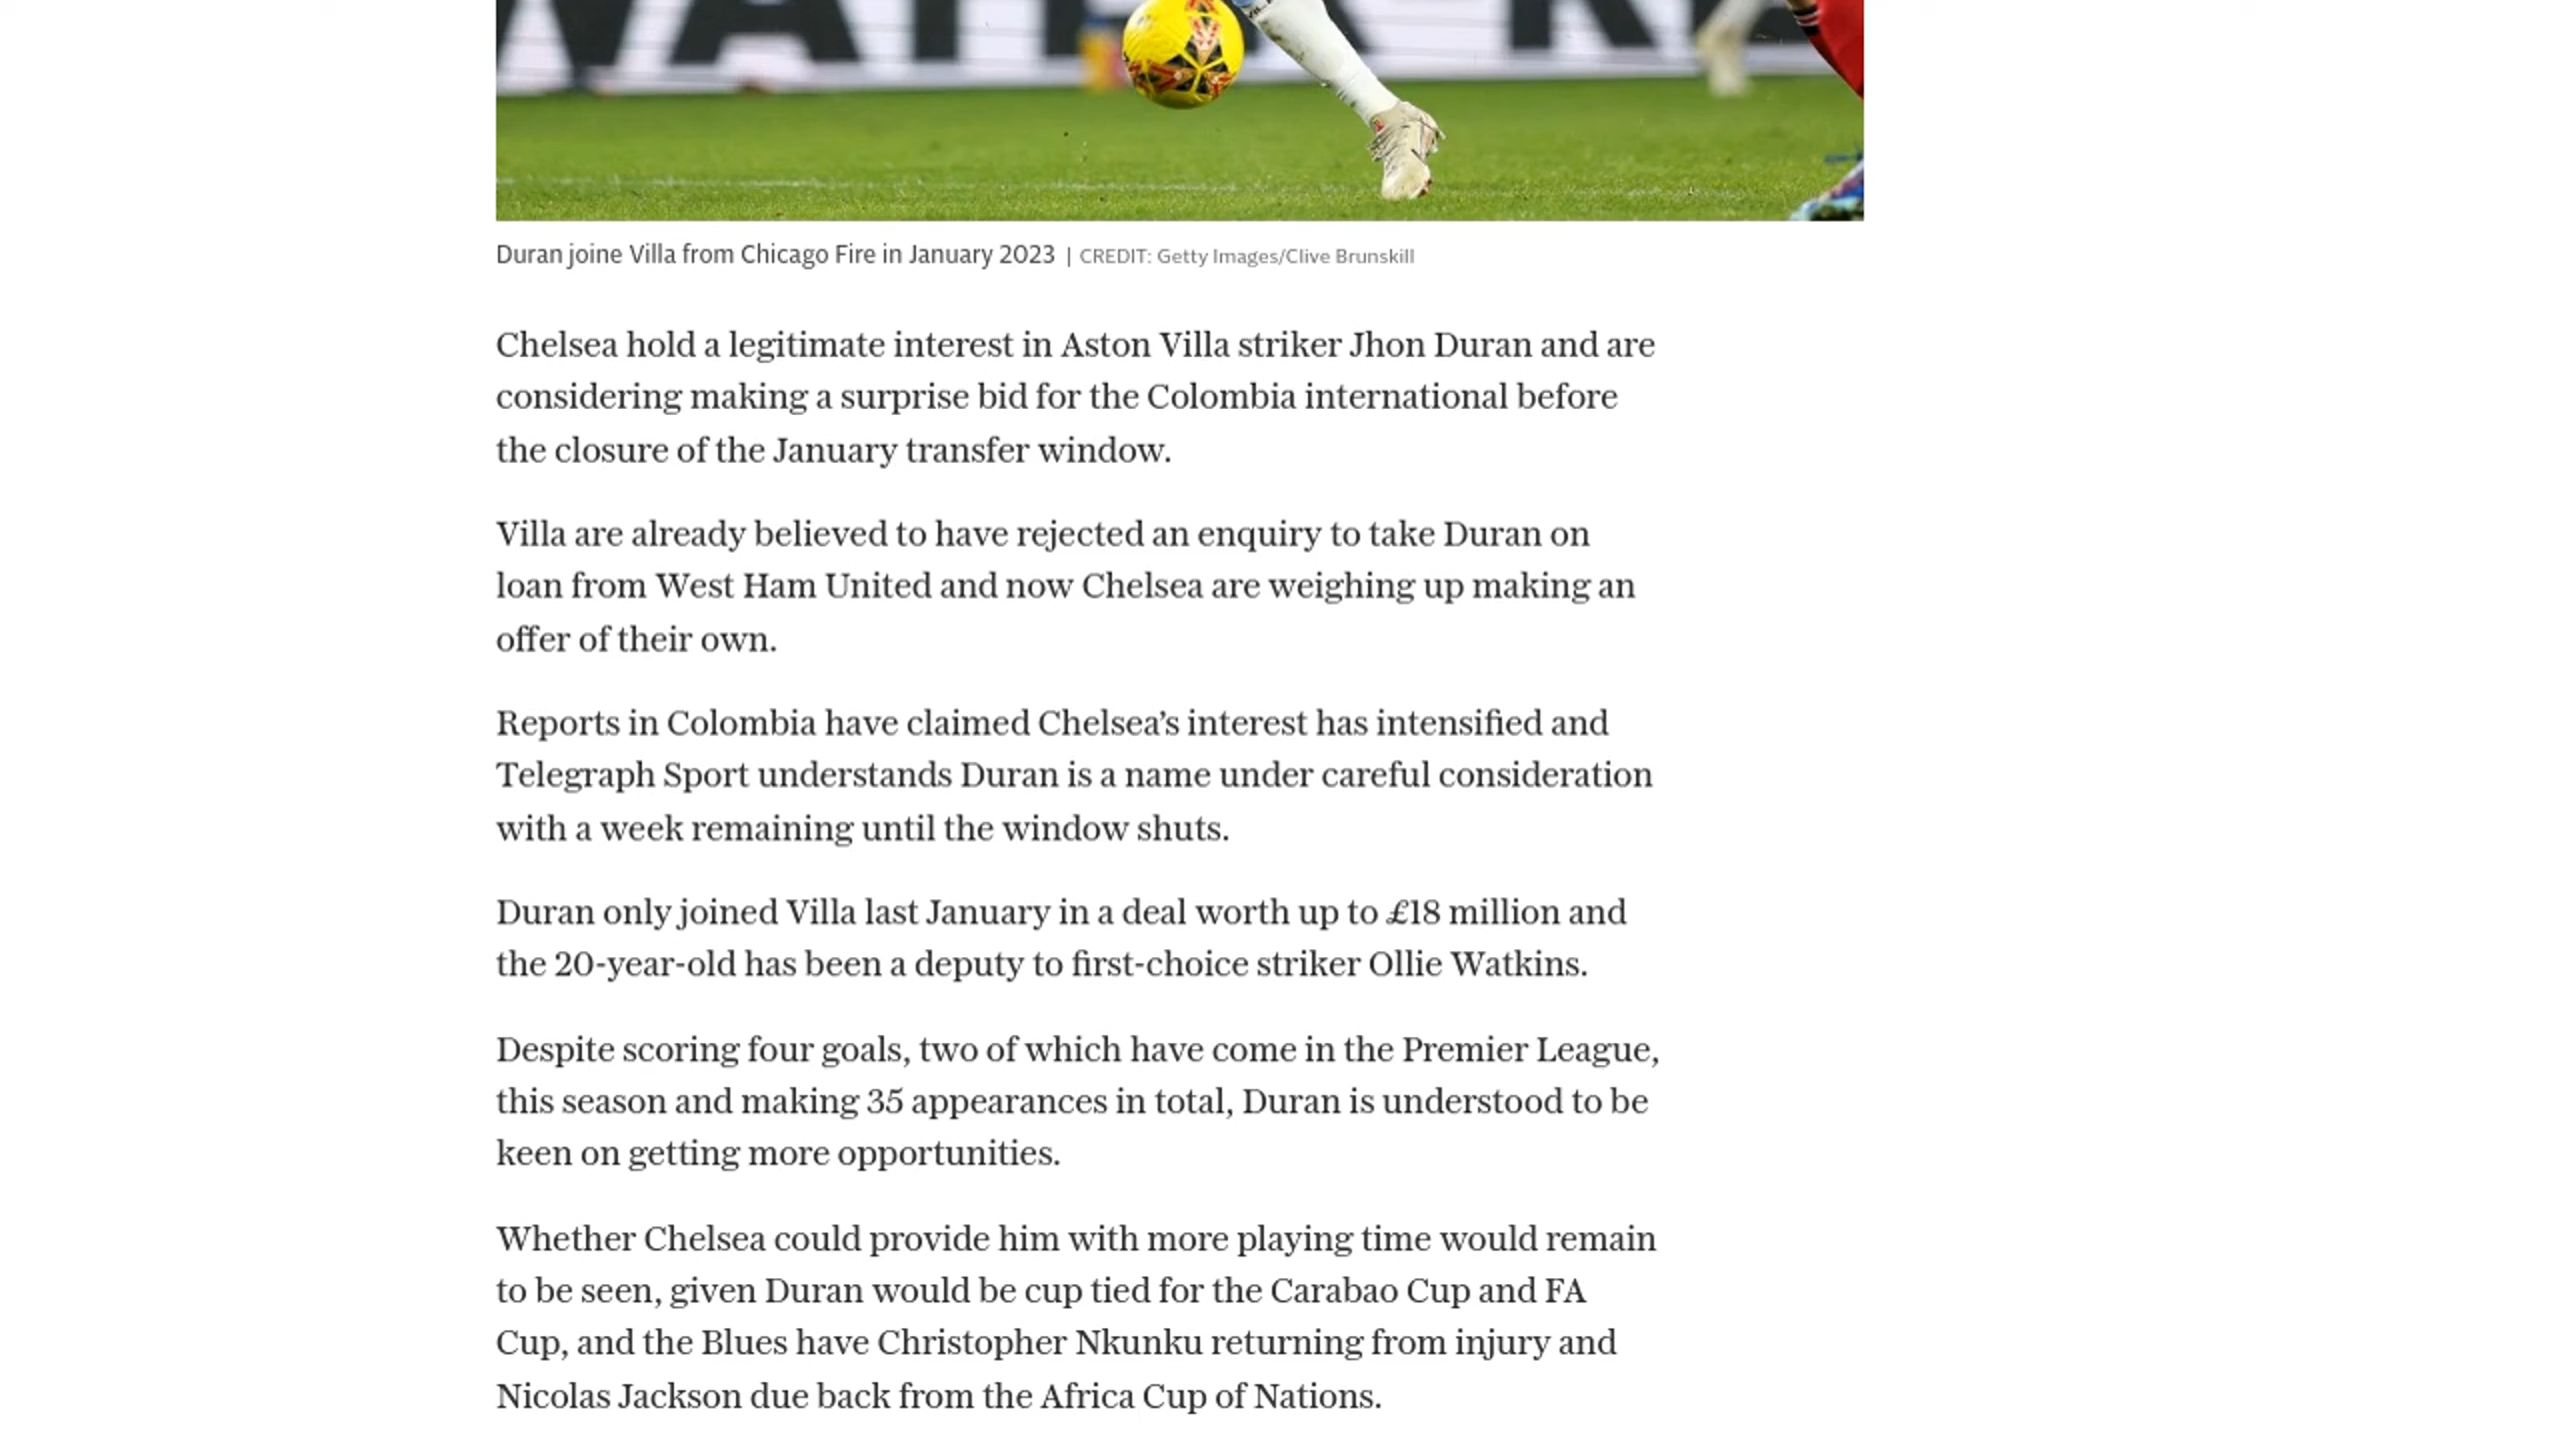 Duran joine Villa from Chicago Fire in January 2023 | CREDIT: Getty Images/Clive Brunskill
Chelsea hold a legitimate interest in Aston Villa striker Jhon Duran and are
considering making a surprise bid for the Colombia international before
the closure of the January transfer window.
Villa are already believed to have rejected an enquiry to take Duran on
loan from West Ham United and now Chelsea are weighing up making an
offer of their own.
Reports in Colombia have claimed Chelsea’s interest has intensified and
Telegraph Sport understands Duran is a name under careful consideration
with a week remaining until the window shuts.
Duran only joined Villa last January in a deal worth up to £18 million and
the 20-year-old has been a deputy to first-choice striker Ollie Watkins.
Despite scoring four goals, two of which have come in the Premier League,
this season and making 35 appearances in total, Duran is understood to be
keen on getting more opportunities.
Whether Chelsea could provide him with more playing time would remain
to be seen, given Duran would be cup tied for the Carabao Cup and FA
Cup, and the Blues have Christopher Nkunku returning from injury and
Nicolas Jackson due back from the Africa Cup of Nations.